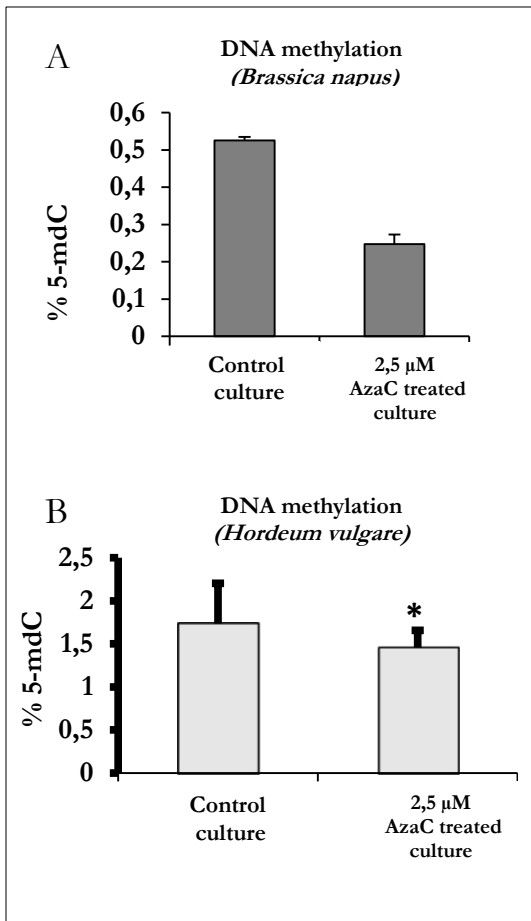 A
DNA methylation
(Brassica napus)
% 5-mdC
0,6
0,5
0,4
0,3
0,2
0,1
0
Control
culture
2,5 µM
AzaC treated
culture
B
DNA methylation
(Hordeum vulgare)
% 5-mdC
2,5
2
1,5
1
0,5
0
*
Control
culture
2,5 µM
AzaC treated
culture